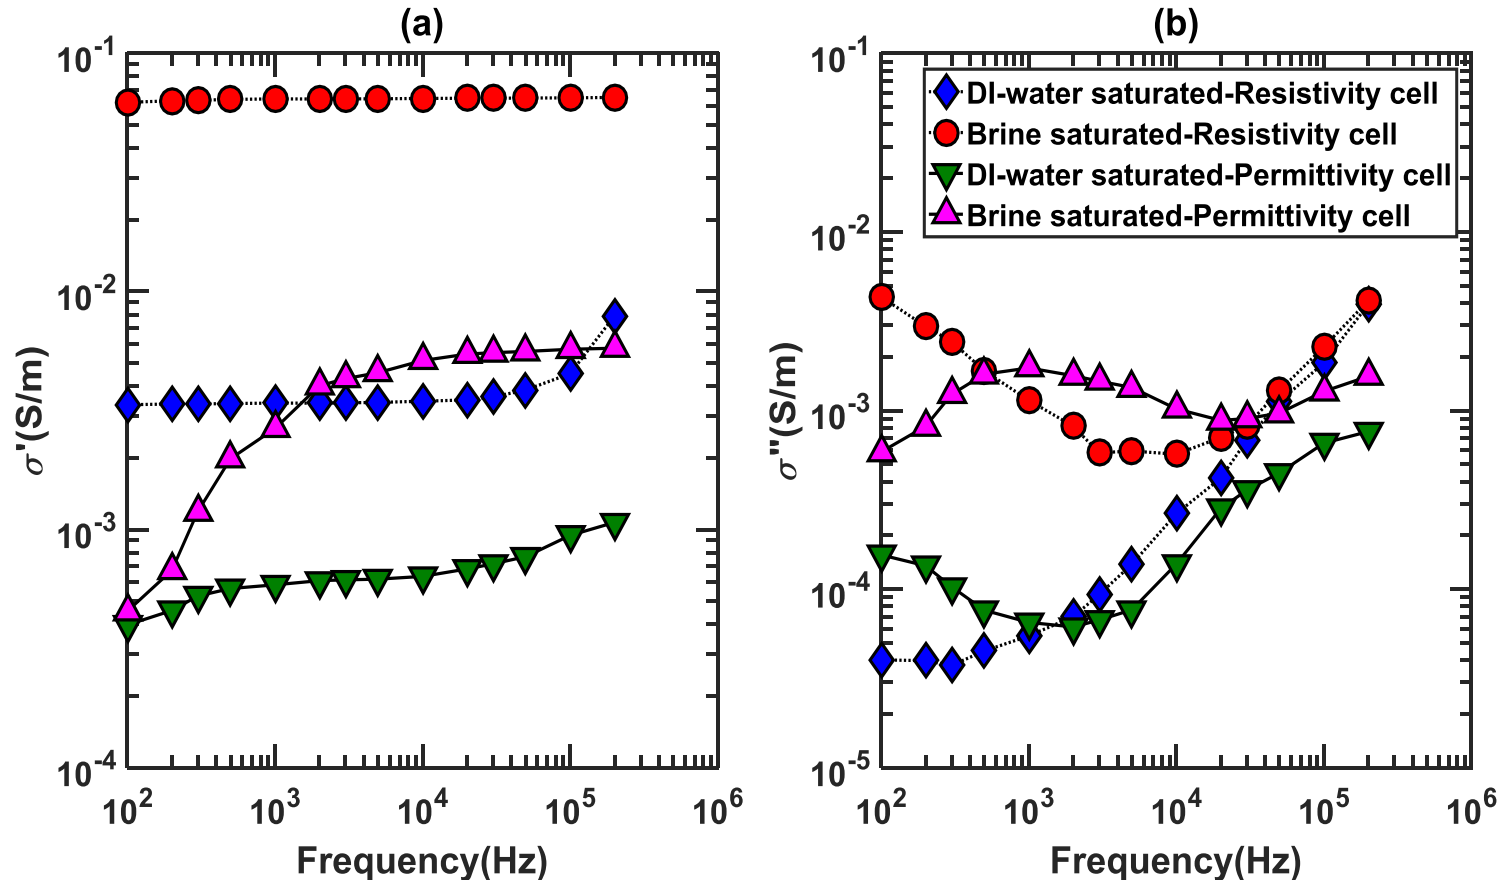 (a)
10^-1
10^-2
10^-3
10^-4
σ'(S/m)
10^2 10^3 10^4 10^5 10^6
Frequency(Hz)
(b)
10^-1
10^-2
10^-3
10^-4
10^-5
σ''(S/m)
DI-water saturated-Resistivity cell
Brine saturated-Resistivity cell
DI-water saturated-Permittivity cell
Brine saturated-Permittivity cell
10^2 10^3 10^4 10^5 10^6
Frequency(Hz)